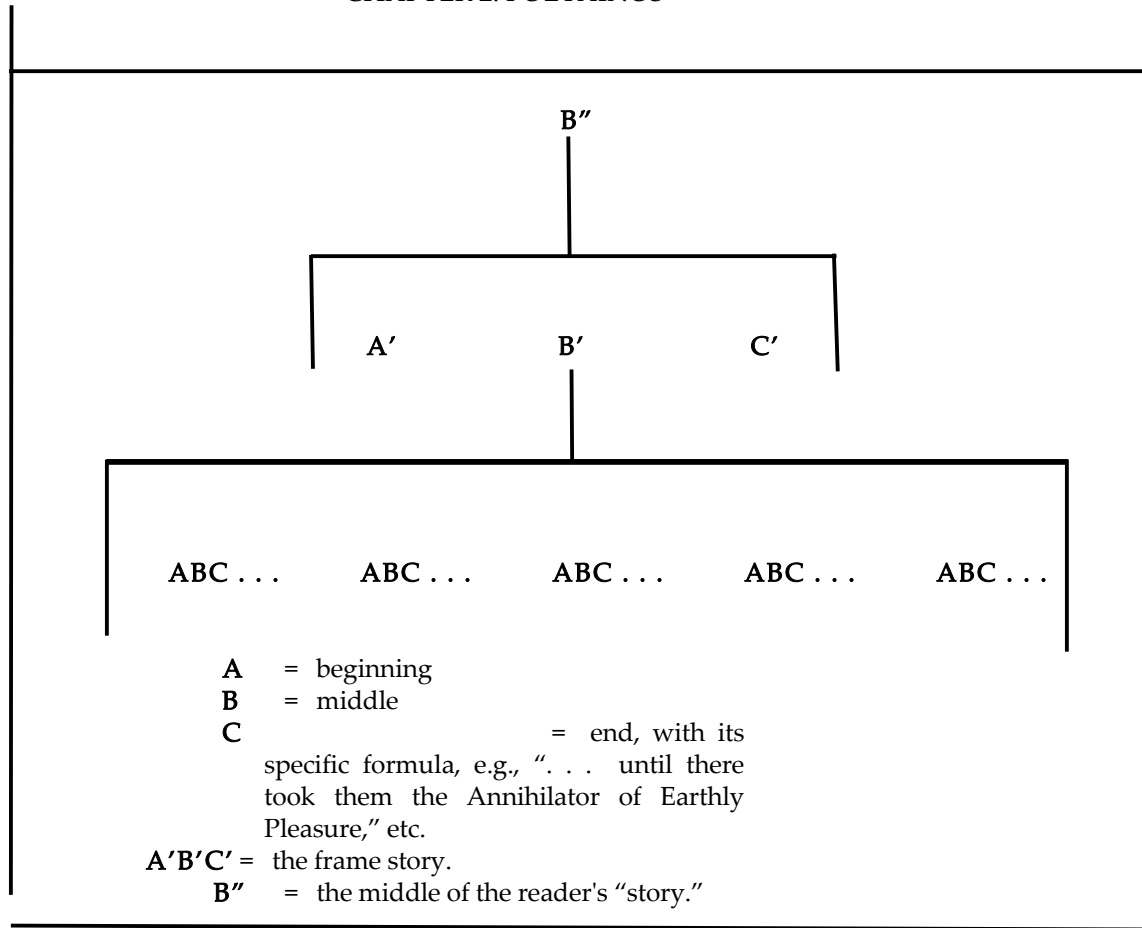 B″
A′ B′ C′
ABC . . . ABC . . . ABC . . . ABC . . . ABC . . .
A = beginning
B = middle
C = end, with its
specific formula, e.g., “. . . until there
took them the Annihilator of Earthly
Pleasure,” etc.
A′B′C′ = the frame story.
B″ = the middle of the reader's “story.”